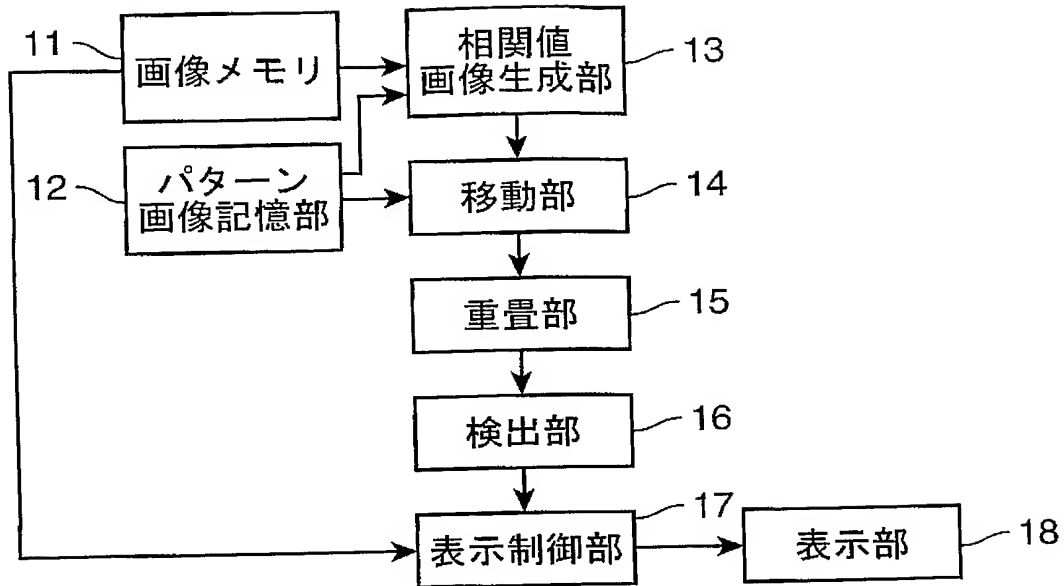 11
画像メモリ
相関値
画像生成部
13
12
パターン
画像記憶部
移動部
14
重畳部
15
検出部
16
表示制御部
17
表示部
18